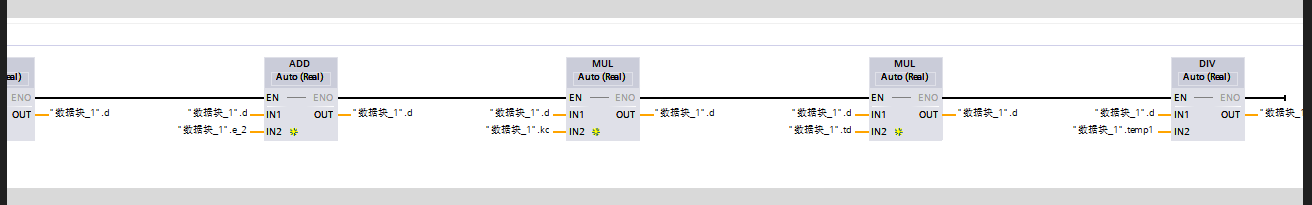 ADD MUL MUL DIV
eal) Auto (Real) Auto (Real) Auto (Real) Auto (Real)
ENO EN ENO EN ENO EN ENO EN ENO
OUT "数据块_1".d "数据块_1".d IN1 OUT "数据块_1".d "数据块_1".d IN1 OUT "数据块_1".d "数据块_1".d IN1 OUT "数据块_1".d "数据块_1".d IN1 OUT "数据块_1
"数据块_1".e_2 IN2 "数据块_1".kc IN2 "数据块_1".td IN2 "数据块_1".temp1 IN2